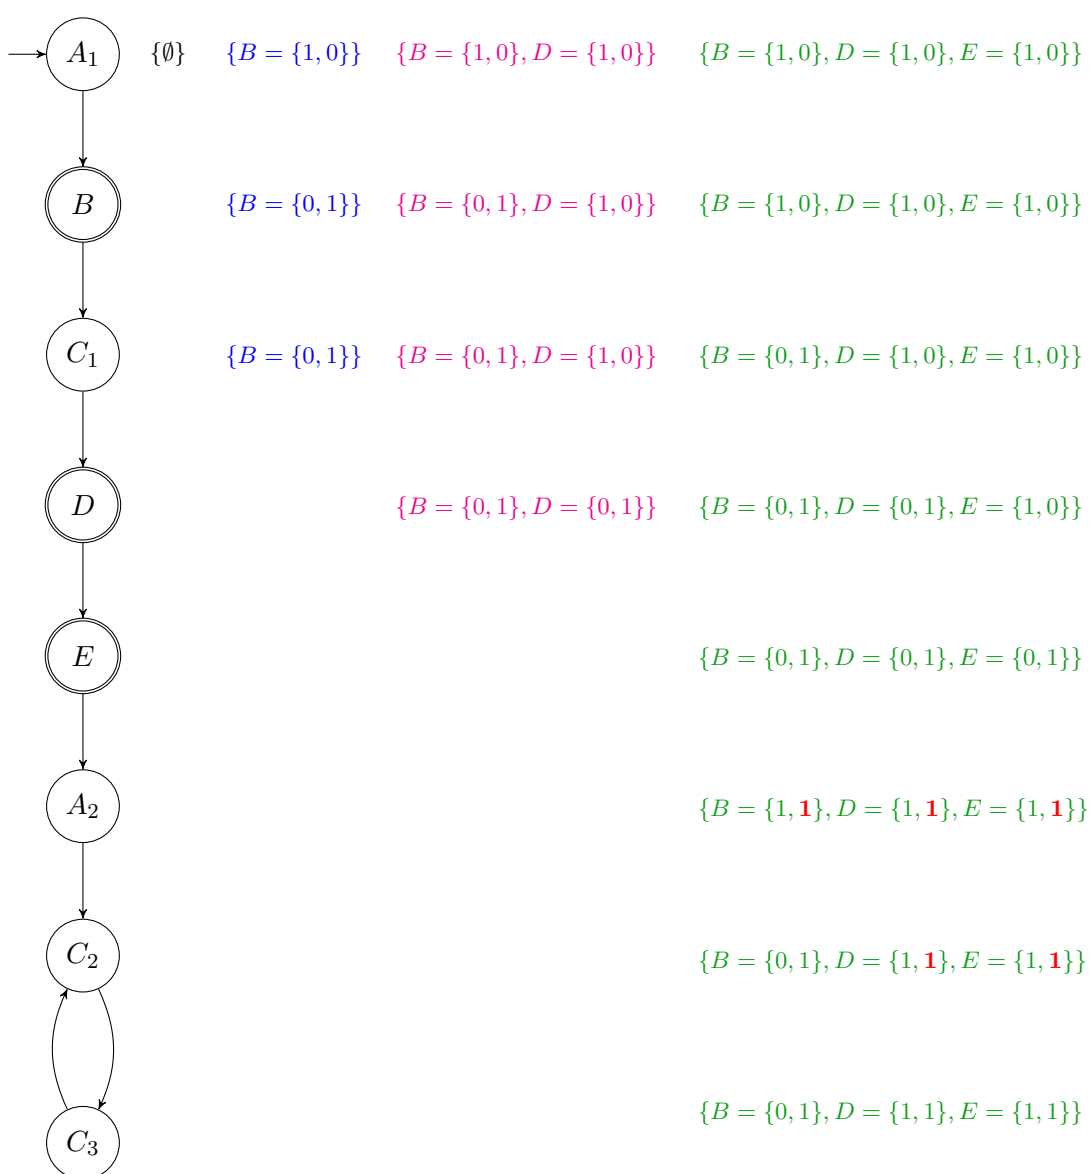 A₁ {∅} {B = {1, 0}} {B = {1, 0}, D = {1, 0}} {B = {1, 0}, D = {1, 0}, E = {1, 0}}
B {B = {0, 1}} {B = {0, 1}, D = {1, 0}} {B = {1, 0}, D = {1, 0}, E = {1, 0}}
C₁ {B = {0, 1}} {B = {0, 1}, D = {1, 0}} {B = {0, 1}, D = {1, 0}, E = {1, 0}}
D {B = {0, 1}, D = {0, 1}} {B = {0, 1}, D = {0, 1}, E = {1, 0}}
E {B = {0, 1}, D = {0, 1}, E = {0, 1}}
A₂ {B = {1, 1}, D = {1, 1}, E = {1, 1}}
C₂ {B = {0, 1}, D = {1, 1}, E = {1, 1}}
C₃ {B = {0, 1}, D = {1, 1}, E = {1, 1}}